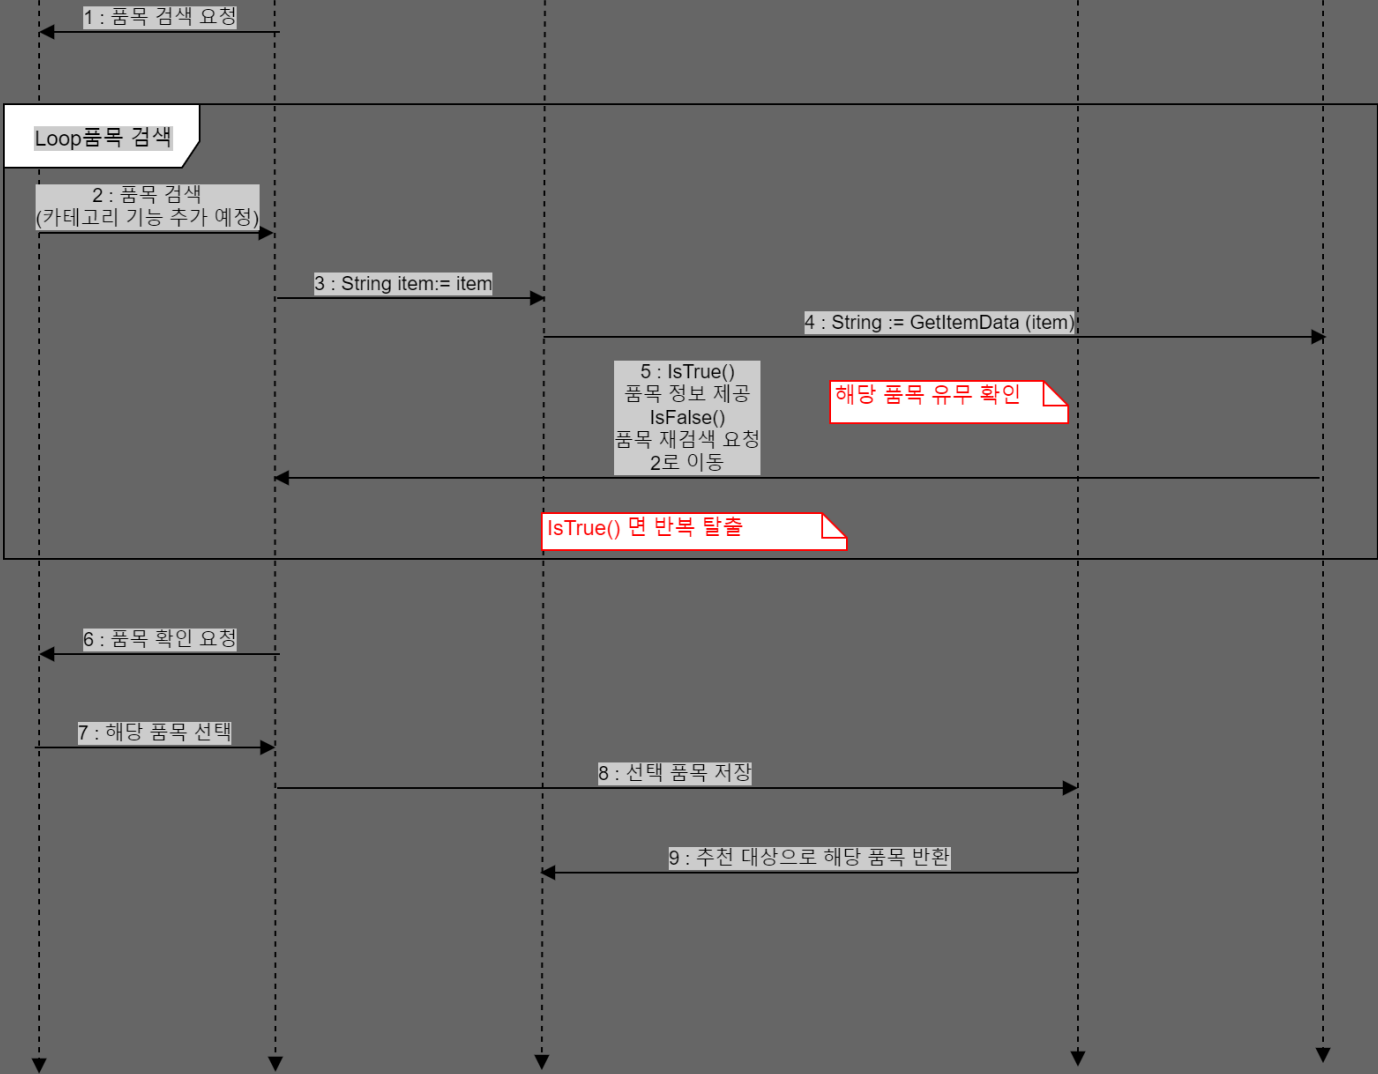 1 : 품목 검색 요청
Loop품목 검색
2 : 품목 검색
(카테고리 기능 추가 예정)
3 : String item:= item
4 : String := GetItemData (item)
5 : IsTrue()
품목 정보 제공
IsFalse()
품목 재검색 요청
2로 이동
해당 품목 유무 확인
IsTrue() 면 반복 탈출
6 : 품목 확인 요청
7 : 해당 품목 선택
8 : 선택 품목 저장
9 : 추천 대상으로 해당 품목 반환